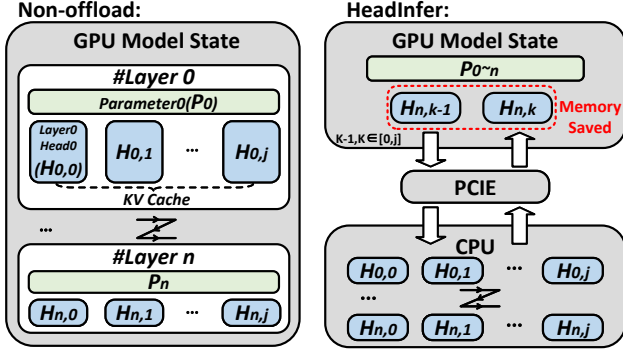 Non-offload:
GPU Model State
#Layer 0
Parameter0(P0)
Layer0
Head0
(H0,0)
H0,1
...
H0,j
KV Cache
...
#Layer n
Pn
Hn,0
Hn,1
...
Hn,j
HeadInfer:
GPU Model State
P0~n
Hn,k-1
Hn,k
Memory
Saved
K-1,K∈[0,j]
PCIE
CPU
H0,0
H0,1
...
H0,j
...
Hn,0
Hn,1
...
Hn,j